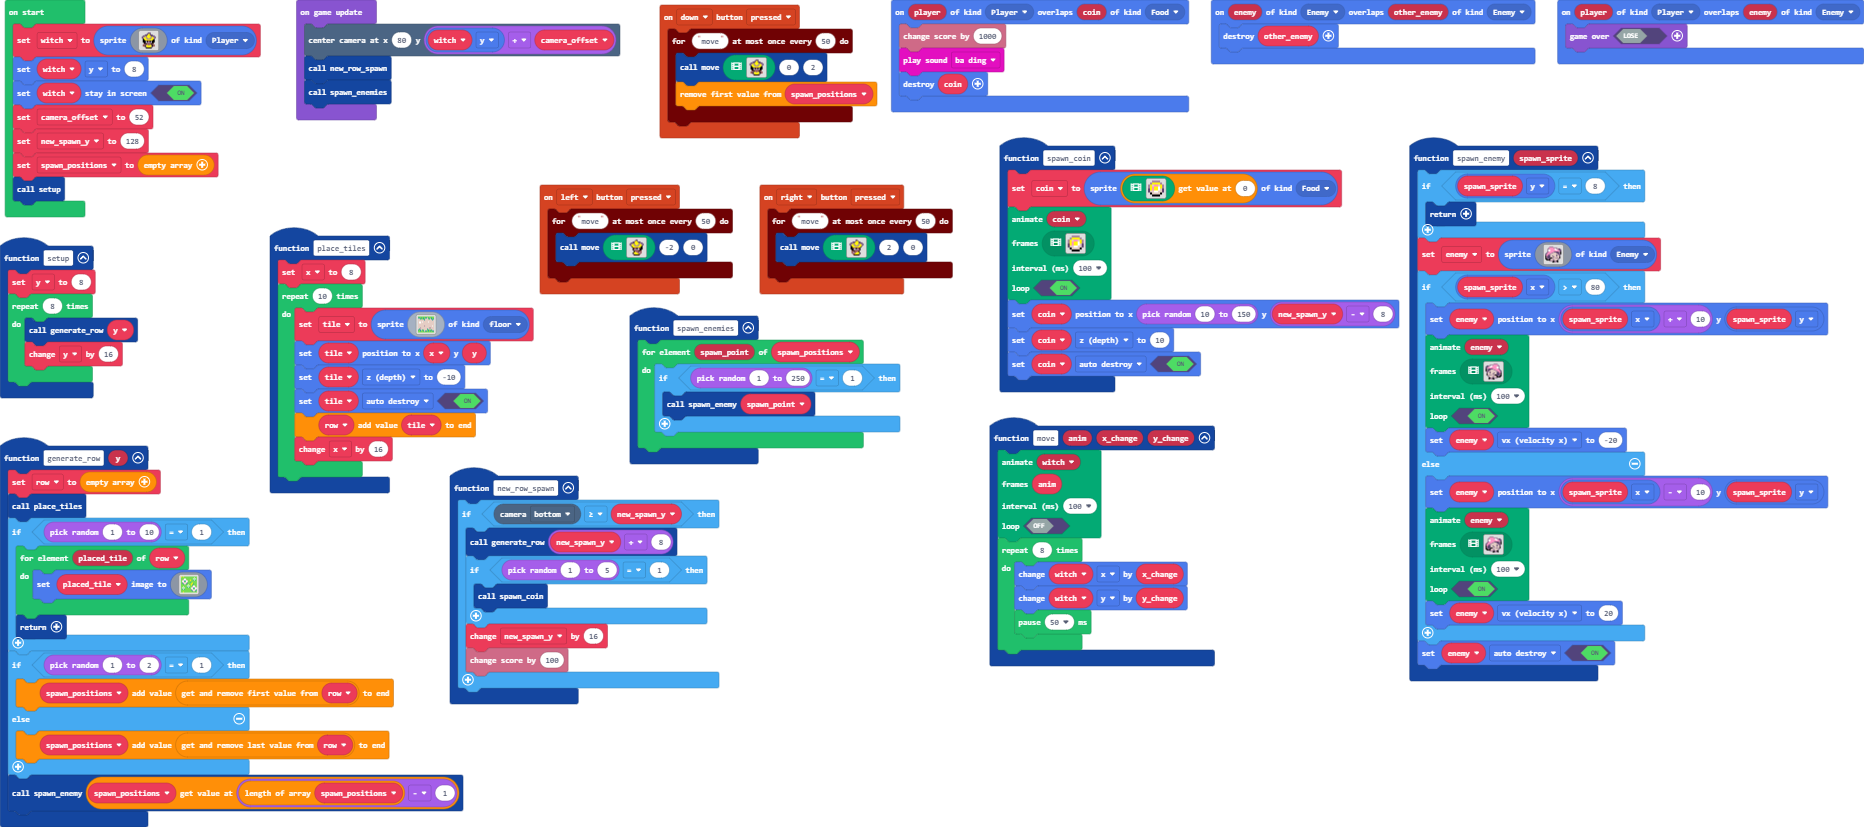 on start
set witch to sprite of kind Player
set witch y to 8
set witch stay in screen ON
set camera_offset to 52
set new_spawn_y to 128
set spawn_positions to empty array
call setup
on game update
center camera at x 80 y witch y + camera_offset
call new_row_spawn
call spawn_enemies
on down button pressed
for "move" at most once every 50 do
call move 0 2
remove first value from spawn_positions
on player of kind Player overlaps coin of kind Food
change score by 1000
play sound ba ding
destroy coin
on enemy of kind Enemy overlaps other_enemy of kind Enemy
destroy other_enemy
on player of kind Player overlaps enemy of kind Enemy
game over LOSE
function setup
set y to 8
repeat 8 times
do call generate_row y
change y by 16
function place_tiles
set x to 8
repeat 10 times
do set tile to sprite of kind floor
set tile position to x x y y
set tile z (depth) to -10
set tile auto destroy ON
row add value tile to end
change x by 16
on left button pressed
for "move" at most once every 50 do
call move -2 0
on right button pressed
for "move" at most once every 50 do
call move 2 0
function spawn_enemies
for element spawn_point of spawn_positions
do if pick random 1 to 250 = 1 then
call spawn_enemy spawn_point
function spawn_coin
set coin to sprite get value at 0 of kind Food
animate coin
frames
interval (ms) 100
loop ON
set coin position to x pick random 10 to 150 y new_spawn_y - 8
set coin z (depth) to 10
set coin auto destroy ON
function spawn_enemy spawn_sprite
if spawn_sprite y = 8 then
return
set enemy to sprite of kind Enemy
if spawn_sprite x > 80 then
set enemy position to x spawn_sprite x + 10 y spawn_sprite y
animate enemy
frames
interval (ms) 100
loop ON
set enemy vx (velocity x) to -20
else
set enemy position to x spawn_sprite x - 10 y spawn_sprite y
animate enemy
frames
interval (ms) 100
loop ON
set enemy vx (velocity x) to 20
set enemy auto destroy ON
function generate_row y
set row to empty array
call place_tiles
if pick random 1 to 10 = 1 then
for element placed_tile of row
do set placed_tile image to
return
if pick random 1 to 2 = 1 then
spawn_positions add value get and remove first value from row to end
else
spawn_positions add value get and remove last value from row to end
call spawn_enemy spawn_positions get value at length of array spawn_positions - 1
function new_row_spawn
if camera bottom ≥ new_spawn_y then
call generate_row new_spawn_y + 8
if pick random 1 to 5 = 1 then
call spawn_coin
change new_spawn_y by 16
change score by 100
function move anim x_change y_change
animate witch
frames anim
interval (ms) 100
loop OFF
repeat 8 times
do change witch x by x_change
change witch y by y_change
pause 50 ms